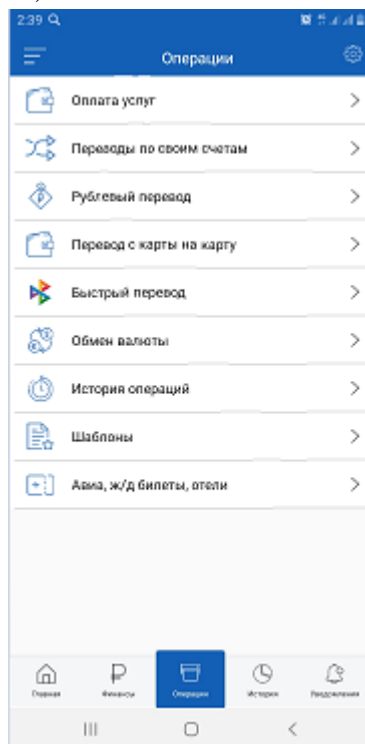 2:39
Операции
Оплата услуг
Переводы по своим счетам
Рублевый перевод
Перевод с карты на карту
Быстрый перевод
Обмен валюты
История операций
Шаблоны
Авиа, ж/д билеты, отели
Главная Финансы Операции История Уведомления